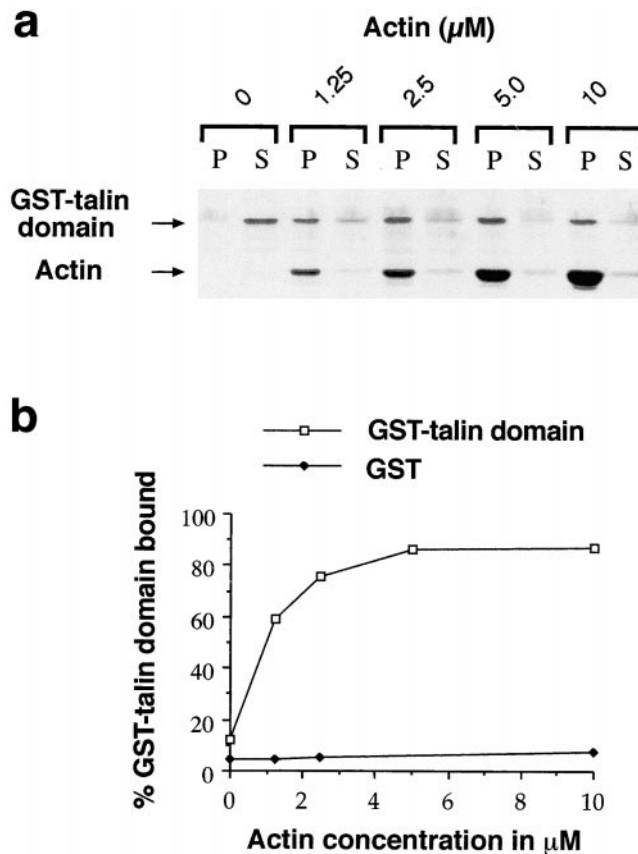 a
Actin (µM)
0 1.25 2.5 5.0 10
P S P S P S P S P S
GST-talin domain
Actin
b
GST-talin domain
GST
% GST-talin domain bound
100
80
60
40
20
0
0 2 4 6 8 10
Actin concentration in µM